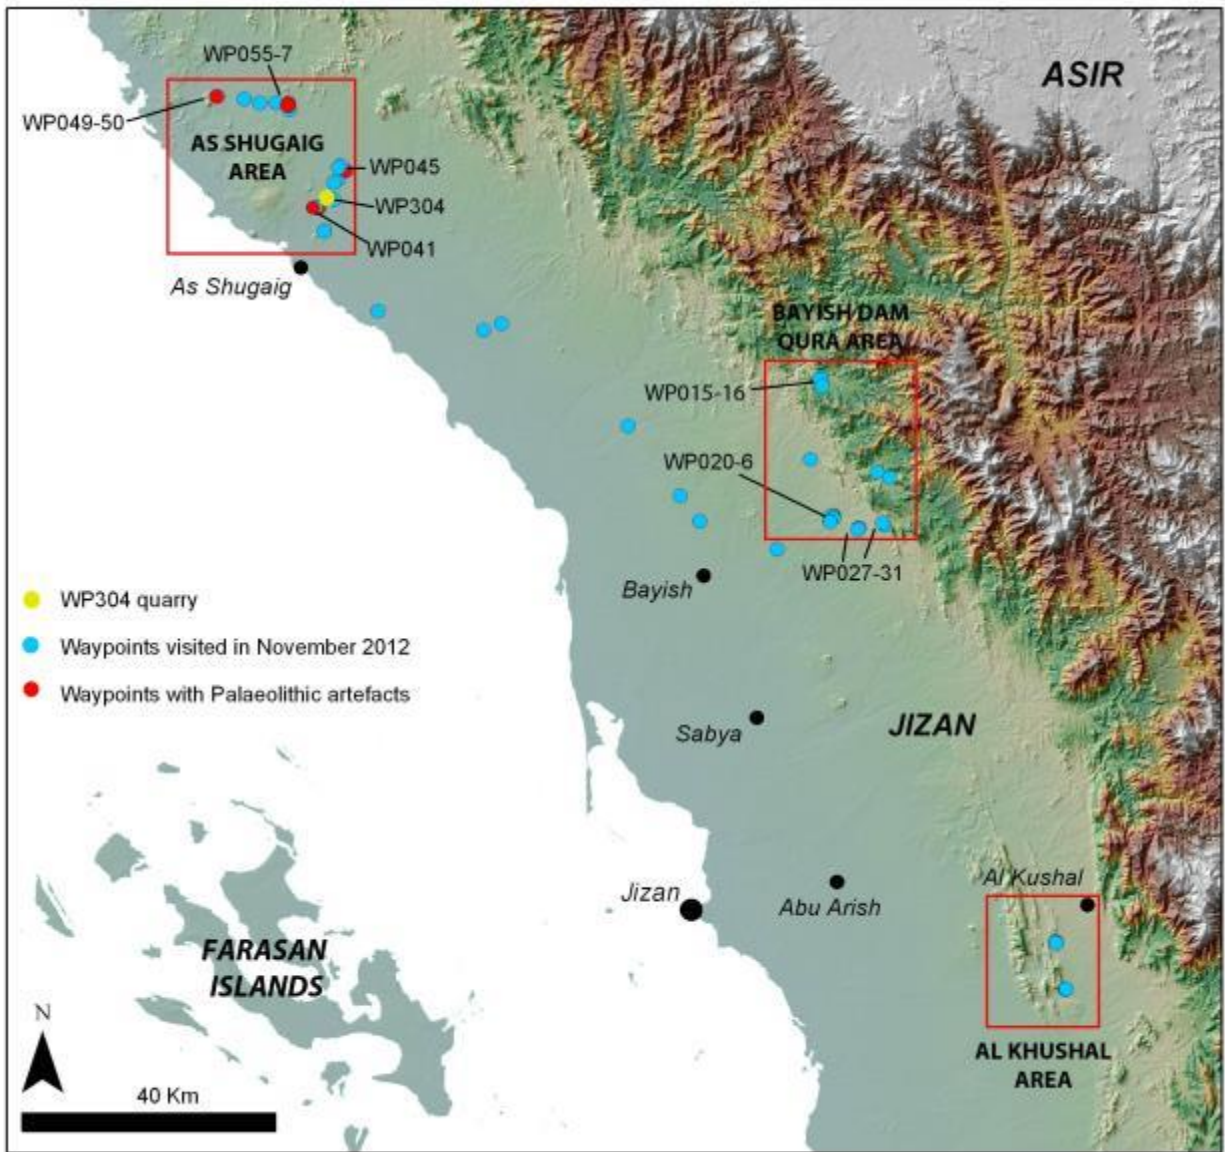 WP055-7
ASIR
WP049-50
AS SHUGAIG
AREA
WP045
WP304
WP041
As Shugaig
BAYISH DAM
QURA AREA
WP015-16
WP020-6
WP027-31
Bayish
WP304 quarry
Waypoints visited in November 2012
Waypoints with Palaeolithic artefacts
Sabya
JIZAN
Al Kushal
Jizan
Abu Arish
FARASAN
ISLANDS
N
40 Km
AL KHUSHAL
AREA